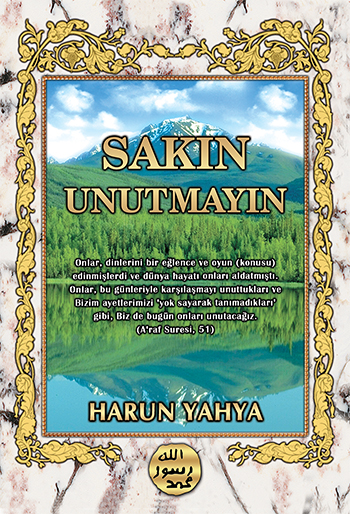 SAKIN
UNUTMAYIN
Onlar, dinlerini bir eğlence ve oyun (konusu)
edinmişlerdi ve dünya hayatı onları aldatmıştı.
Onlar, bu günleriyle karşılaşmayı unuttukları ve
Bizim ayetlerimizi 'yok sayarak tanımadıkları'
gibi, Biz de bugün onları unutacağız.
(A'raf Suresi, 51)
HARUN YAHYA
الله
رسول
محمد